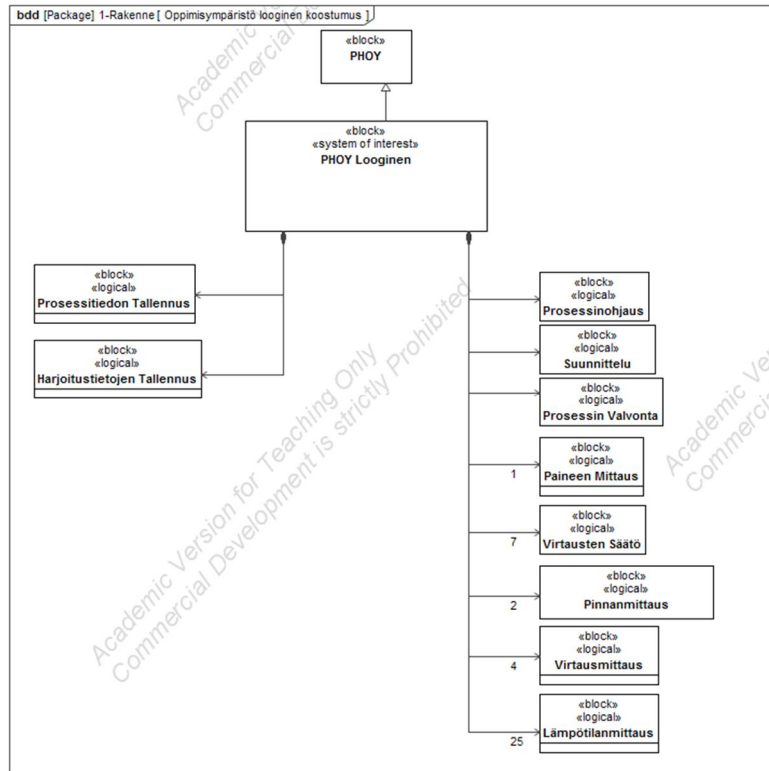 bdd [Package] 1-Rakenne [ Oppimisympäristö looginen koostumus ]
«block»
PHOY
«block»
«system of interest»
PHOY Looginen
«block»
«logical»
Prosessitiedon Tallennus
«block»
«logical»
Harjoitustietojen Tallennus
«block»
«logical»
Prosessinohjaus
«block»
«logical»
Suunnittelu
«block»
«logical»
Prosessin Valvonta
1
«block»
«logical»
Paineen Mittaus
7
«block»
«logical»
Virtausten Säätö
2
«block»
«logical»
Pinnanmittaus
4
«block»
«logical»
Virtausmittaus
25
«block»
«logical»
Lämpötilanmittaus
Academic Version for Teaching Only
Commercial Development is strictly Prohibited